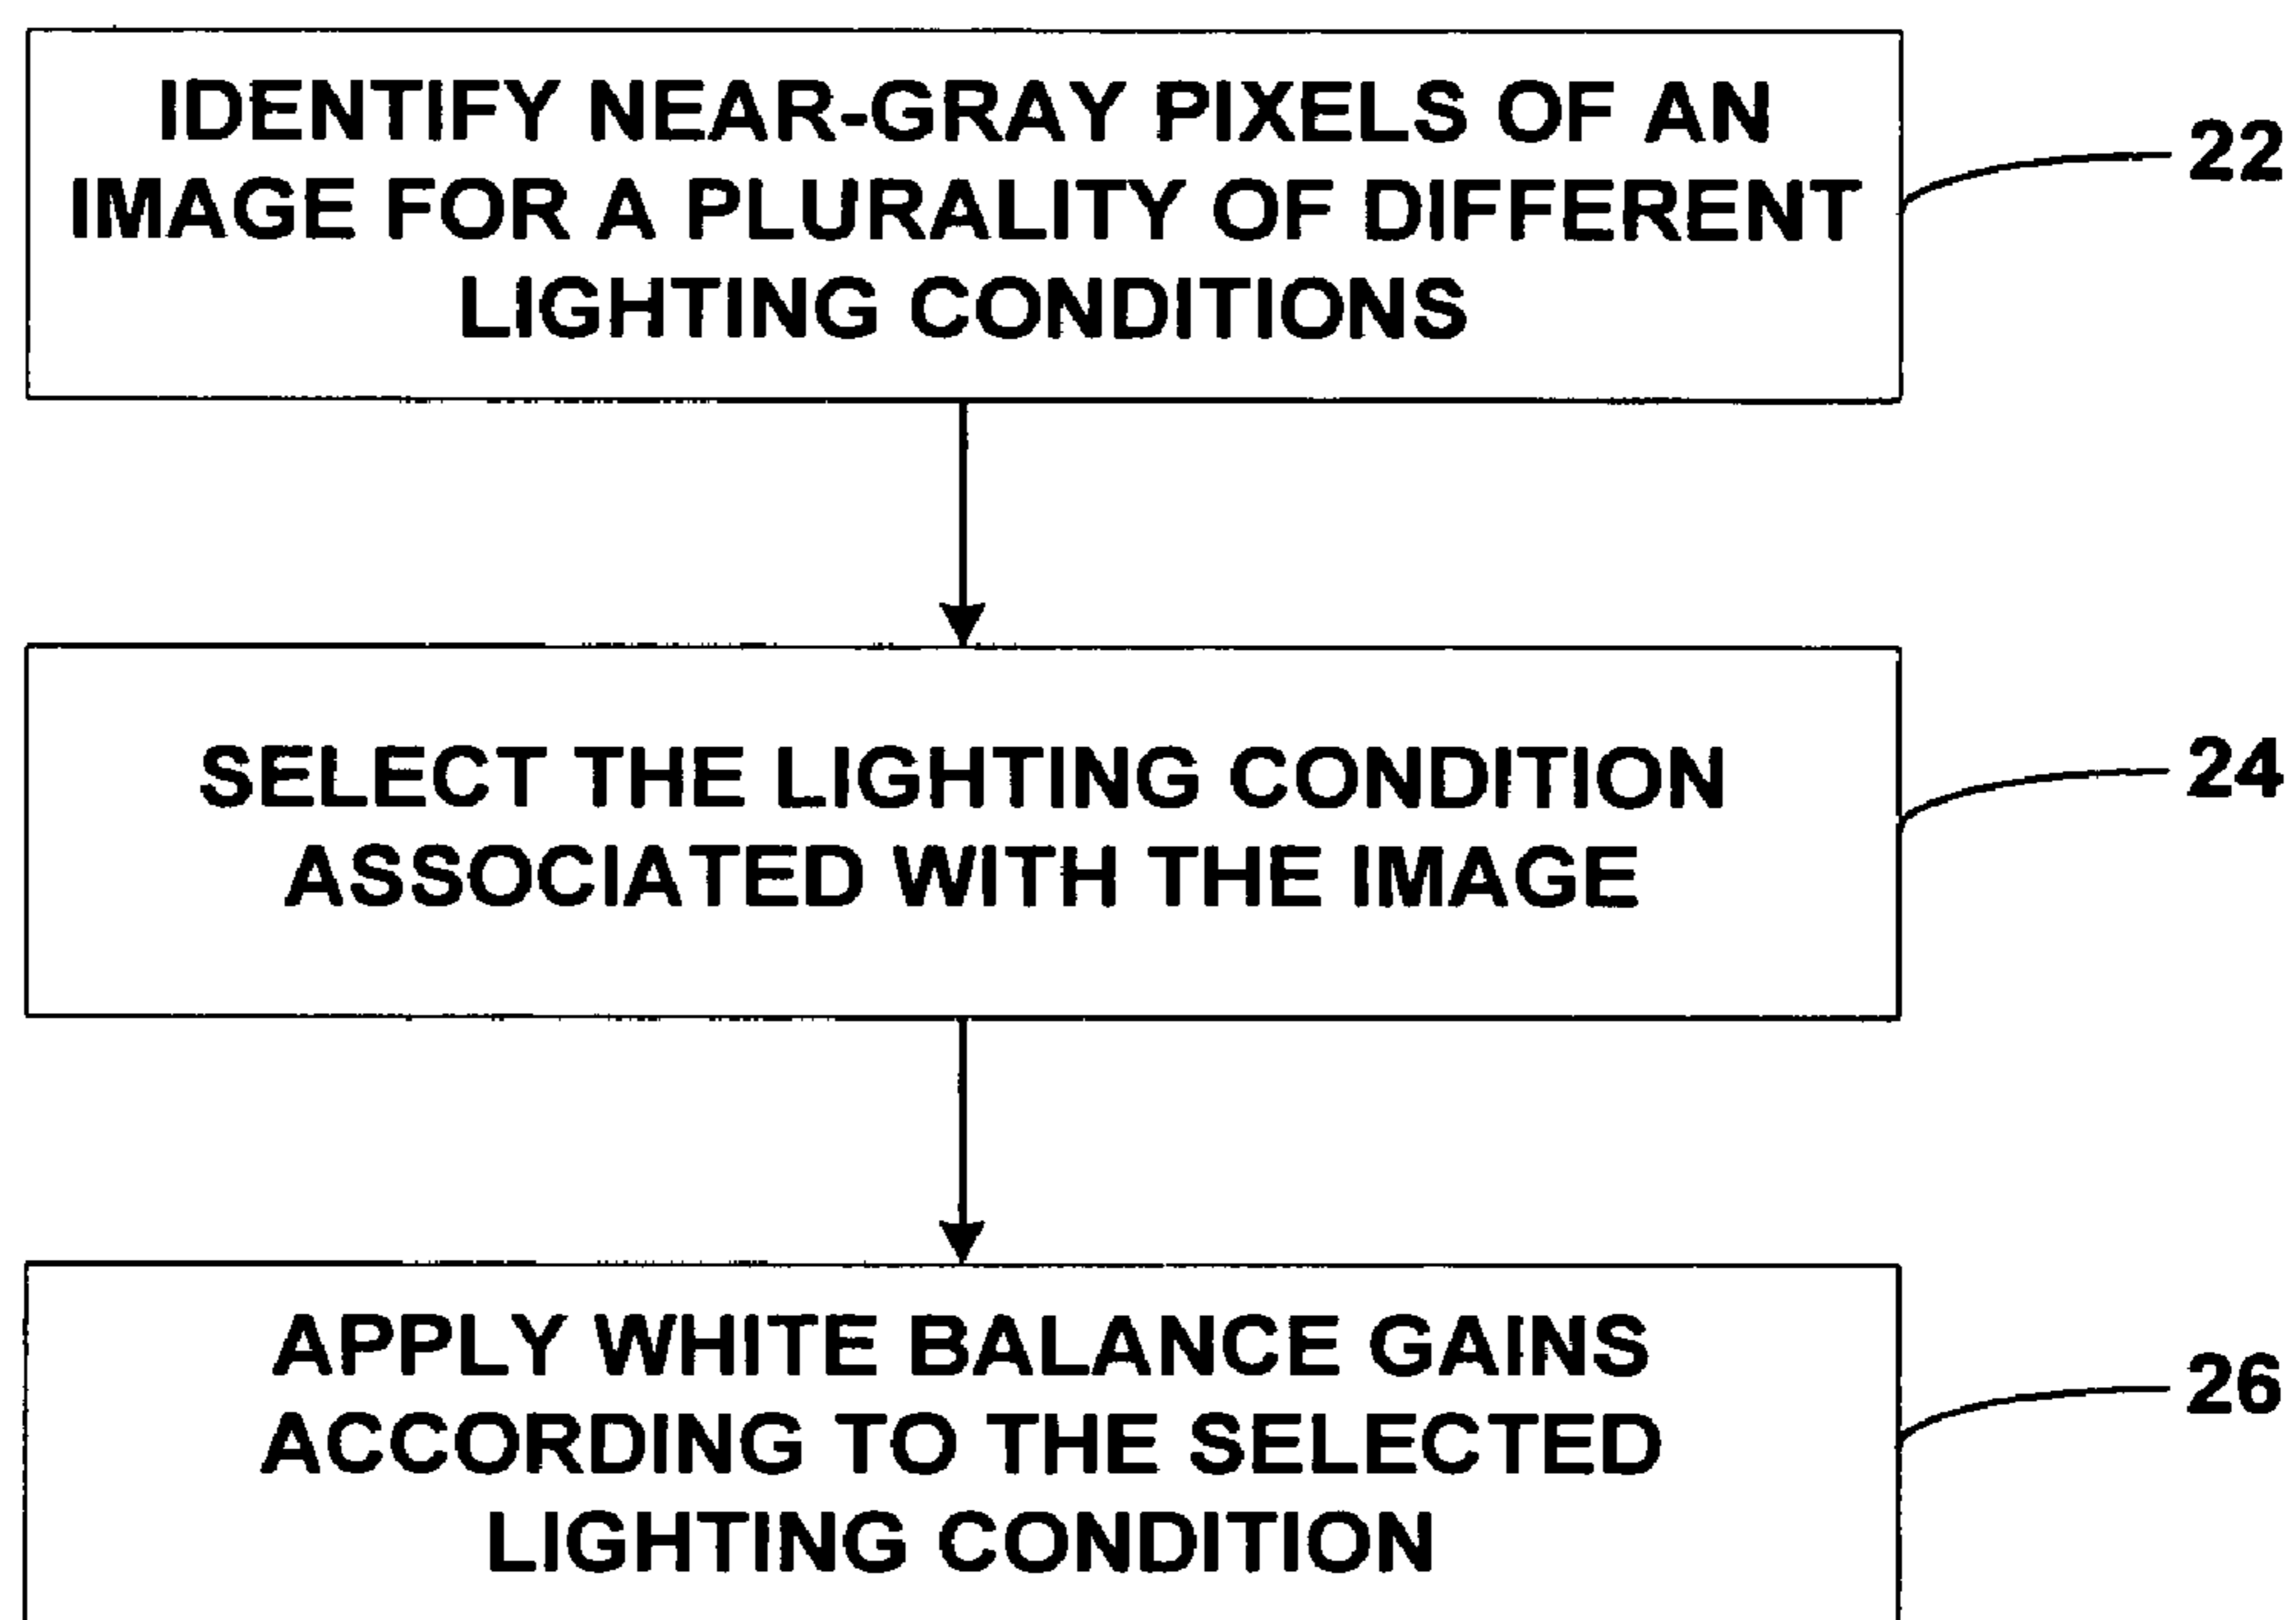 IDENTIFY NEAR-GRAY PIXELS OF AN
IMAGE FOR A PLURALITY OF DIFFERENT
LIGHTING CONDITIONS
22
SELECT THE LIGHTING CONDITION
ASSOCIATED WITH THE IMAGE
24
APPLY WHITE BALANCE GAINS
ACCORDING TO THE SELECTED
LIGHTING CONDITION
26